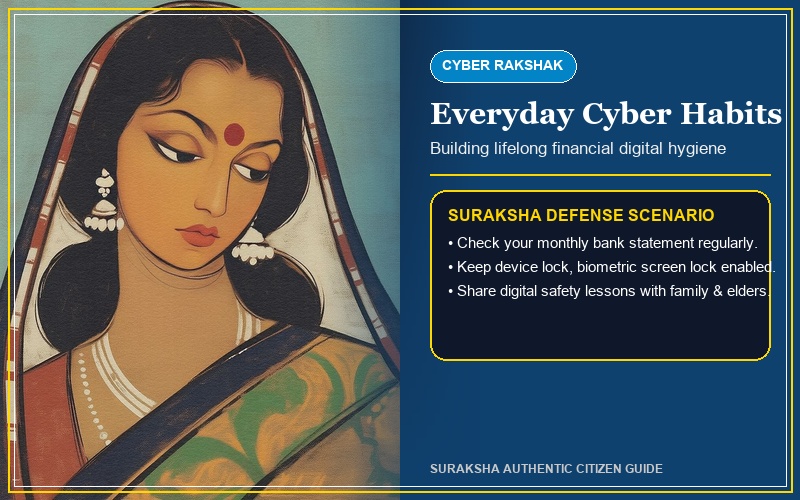 CYBER RAKSHAK
Everyday Cyber Habits
Building lifelong financial digital hygiene
SURAKSHA DEFENSE SCENARIO
• Check your monthly bank statement regularly.
• Keep device lock, biometric screen lock enabled.
• Share digital safety lessons with family & elders.
SURAKSHA AUTHENTIC CITIZEN GUIDE